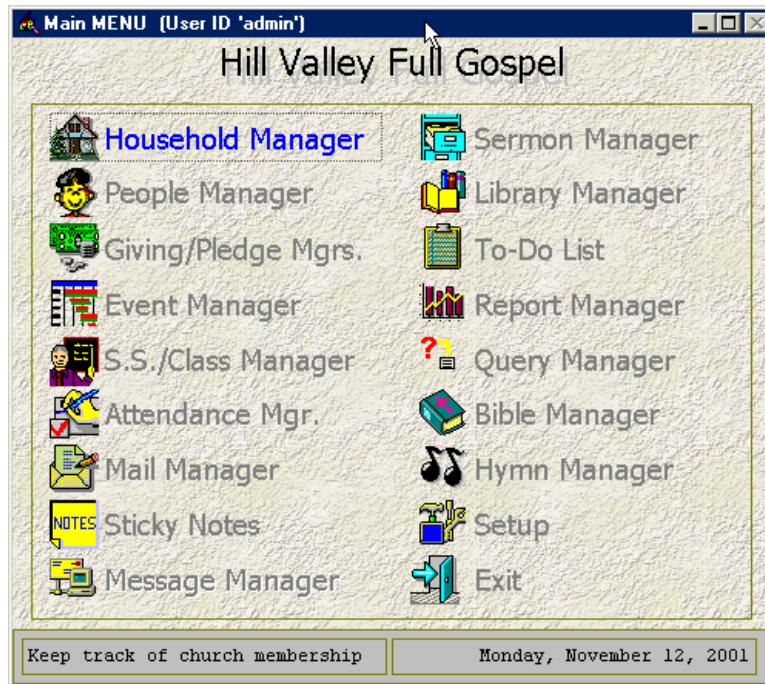 Main MENU (User ID 'admin')
Hill Valley Full Gospel
Household Manager
People Manager
Giving/Pledge Mgrs.
Event Manager
S.S./Class Manager
Attendance Mgr.
Mail Manager
NOTES Sticky Notes
Message Manager
Sermon Manager
Library Manager
To-Do List
Report Manager
? Query Manager
Bible Manager
Hymn Manager
Setup
Exit
Keep track of church membership
Monday, November 12, 2001